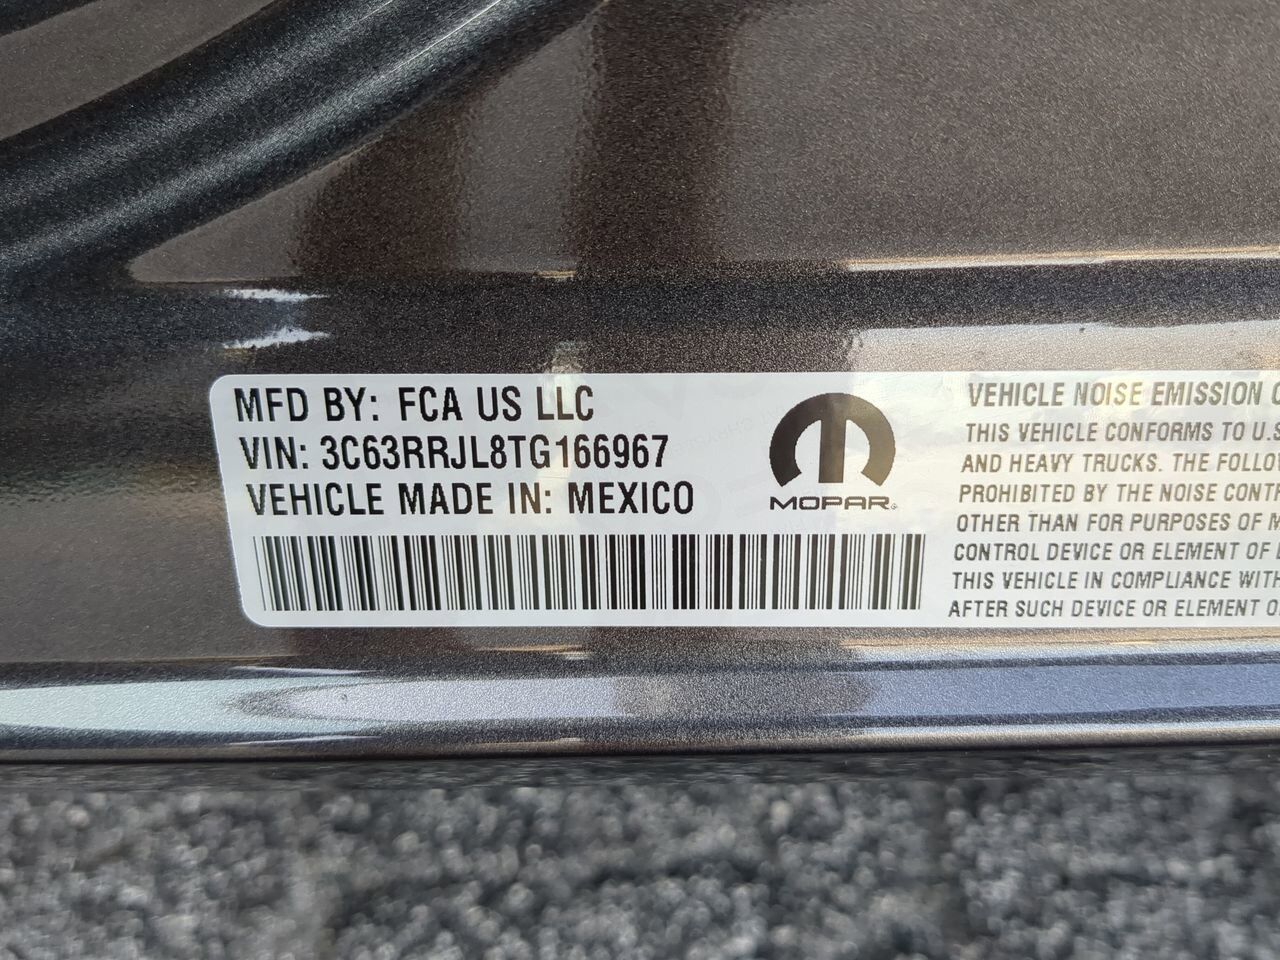 MFD BY: FCA US LLC
VIN: 3C63RRJL8TG166967
VEHICLE MADE IN: MEXICO
MOPAR
VEHICLE NOISE EMISSION
THIS VEHICLE CONFORMS TO U.S
AND HEAVY TRUCKS. THE FOLLOW
PROHIBITED BY THE NOISE CONTR
OTHER THAN FOR PURPOSES OF
CONTROL DEVICE OR ELEMENT OF
THIS VEHICLE IN COMPLIANCE WITH
AFTER SUCH DEVICE OR ELEMENT